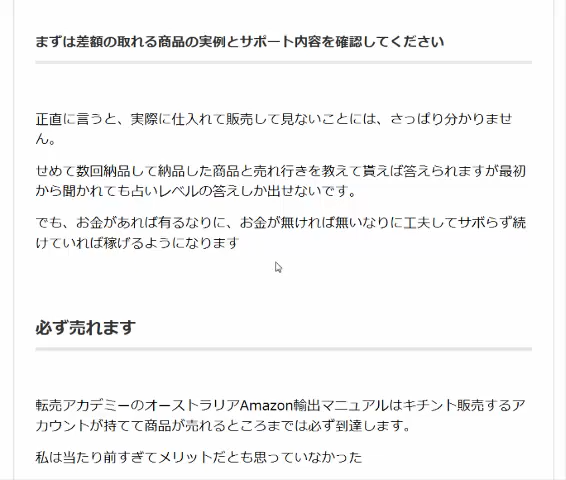 まずは差額の取れる商品の実例とサポート内容を確認してください
正直に言うと、実際に仕入れて販売して見ないことには、さっぱり分かりませ
ん。
せめて数回納品して納品した商品と売れ行きを教えて貰えば答えられますが最初
から聞かれても占いレベルの答えしか出せないです。
でも、お金があれば有るなりに、お金が無ければ無いなりに工夫してサボらず続
けていれば稼げるようになります
必ず売れます
転売アカデミーのオーストラリアAmazon輸出マニュアルはキチント販売するア
カウントが持てて商品が売れるところまでは必ず到達します。
私は当たり前すぎてメリットだとも思っていなかった